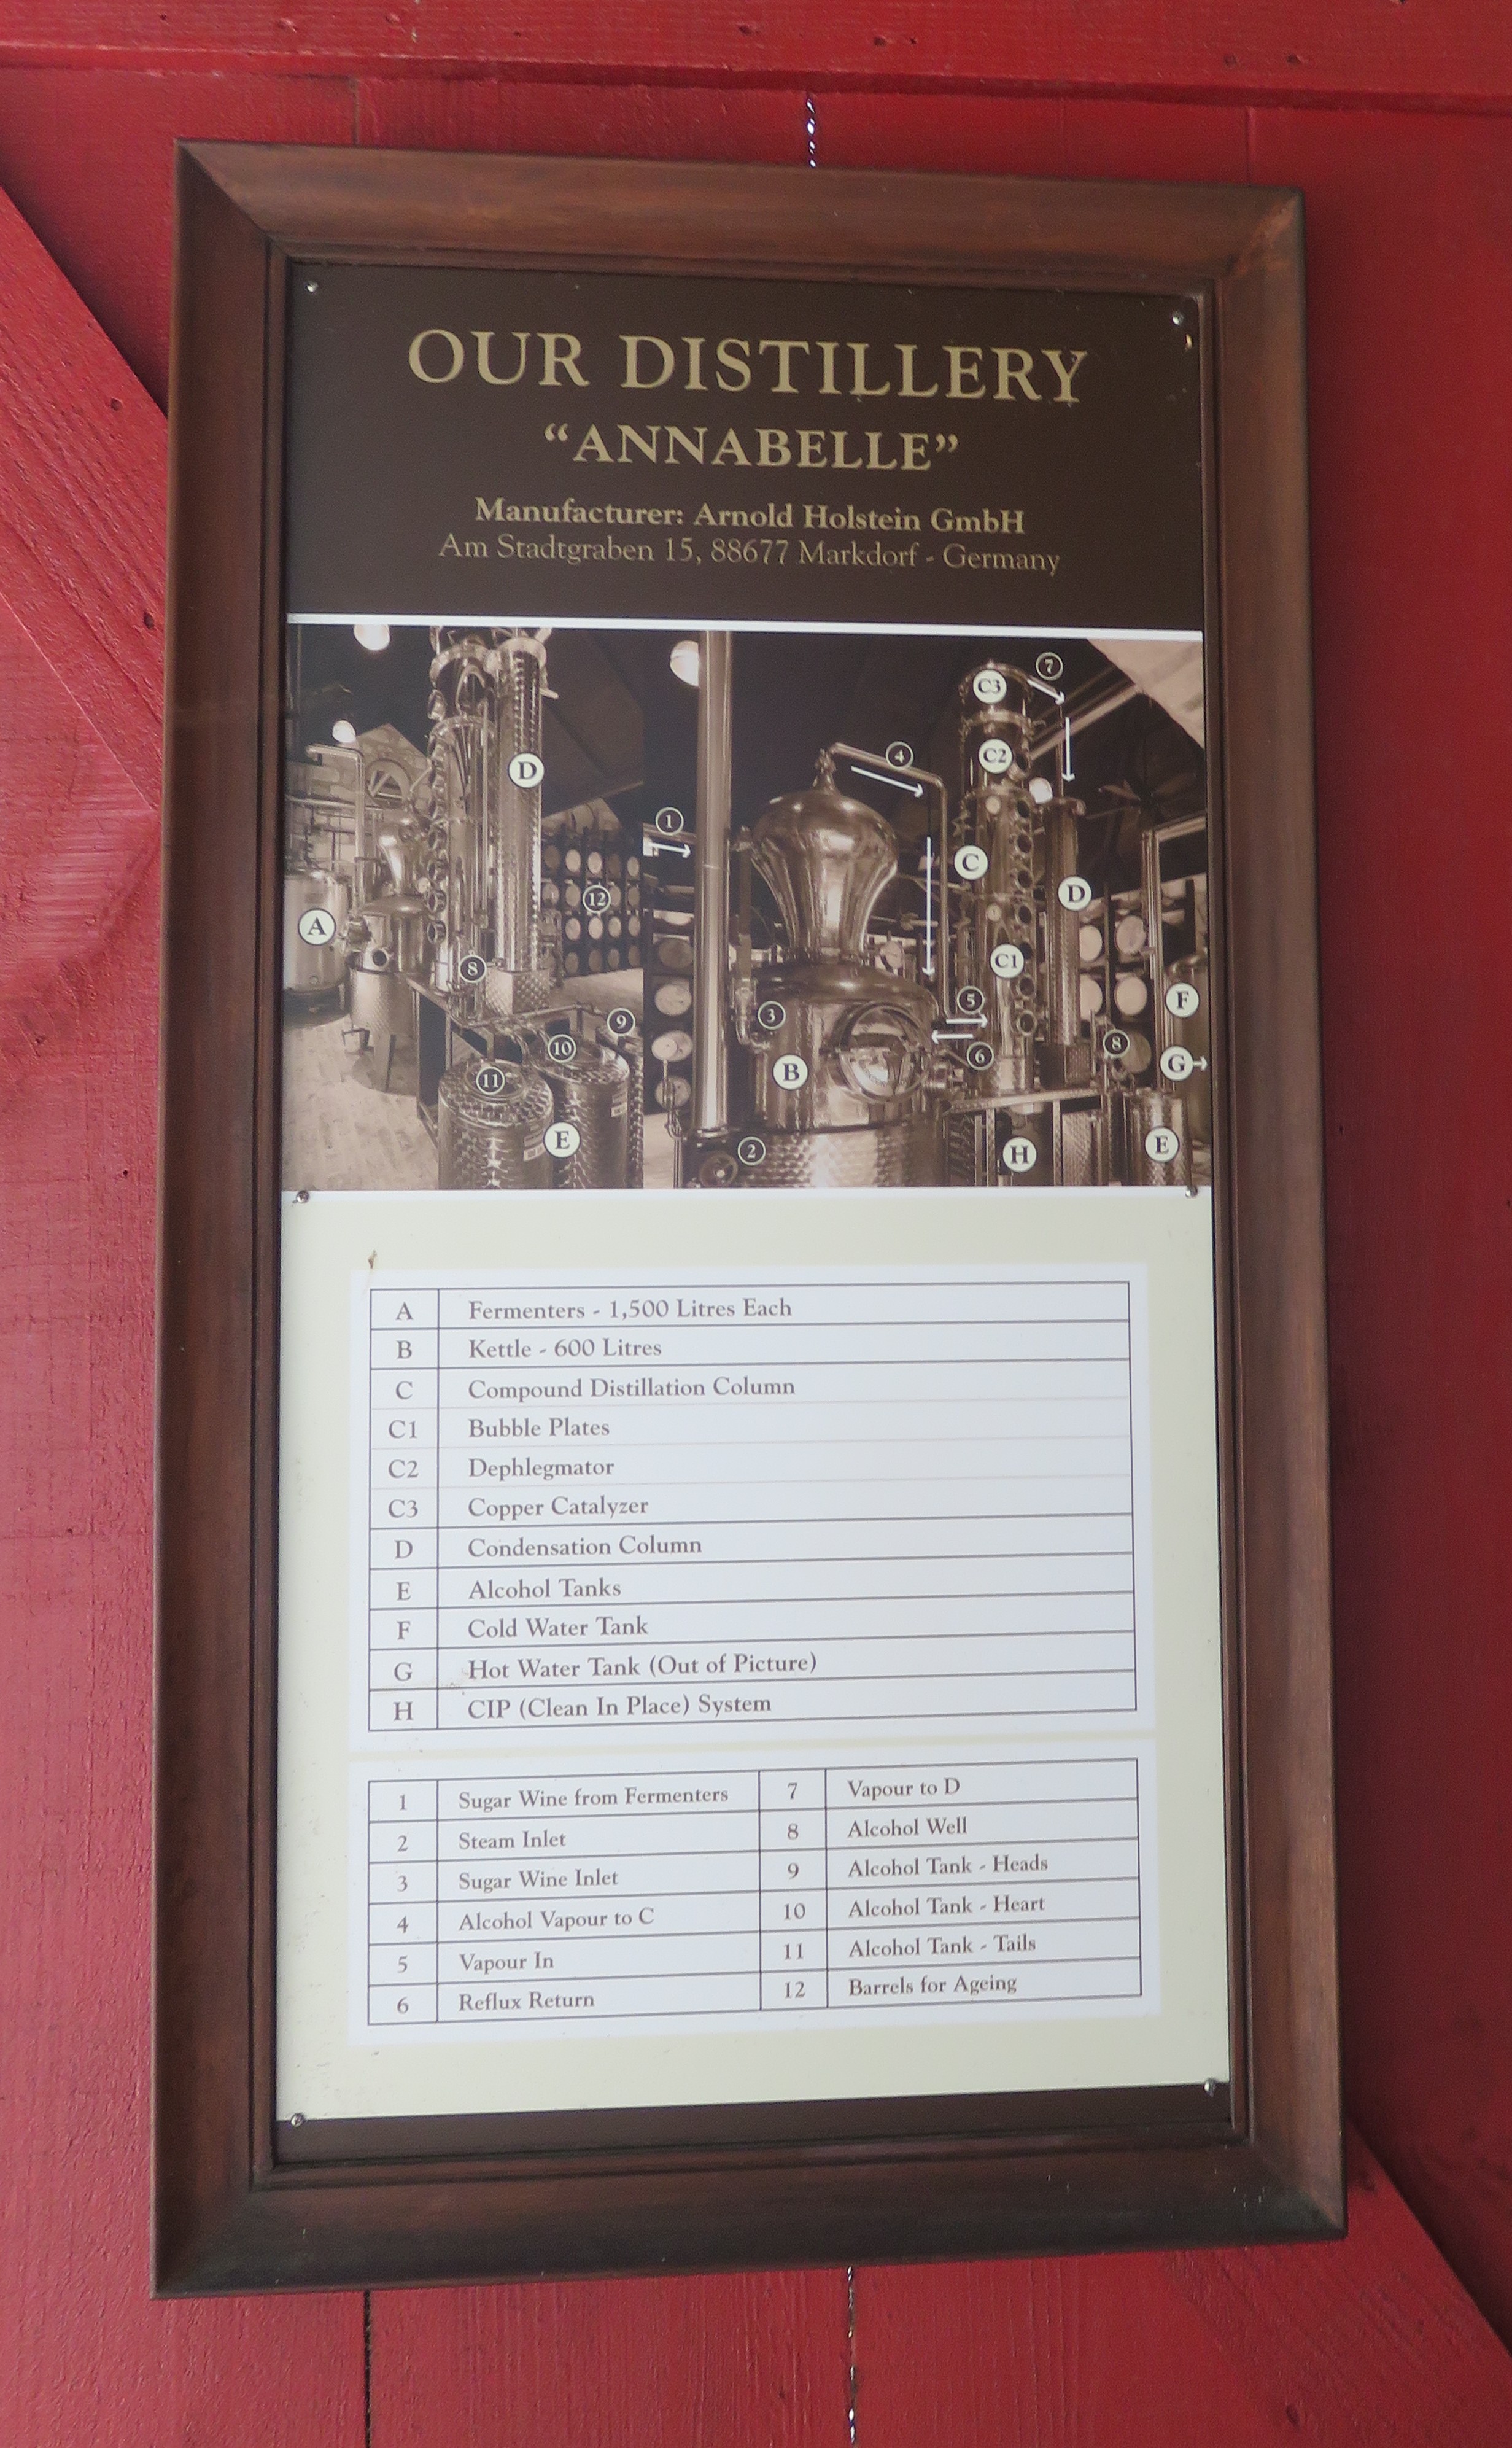 OUR DISTILLERY
“ANNABELLE”
Manufacturer: Arnold Holstein GmbH
Am Stadtgraben 15, 88677 Markdorf - Germany
C3
7
C2
4
D
1
C
12
D
A
C1
8
5
F
9
3
10
6
8
G
11
B
E
2
H
E
A Fermenters - 1,500 Litres Each
B Kettle - 600 Litres
C Compound Distillation Column
C1 Bubble Plates
C2 Dephlegmator
C3 Copper Catalyzer
D Condensation Column
E Alcohol Tanks
F Cold Water Tank
G Hot Water Tank (Out of Picture)
H CIP (Clean In Place) System
1 Sugar Wine from Fermenters 7 Vapour to D
2 Steam Inlet 8 Alcohol Well
3 Sugar Wine Inlet 9 Alcohol Tank - Heads
4 Alcohol Vapour to C 10 Alcohol Tank - Heart
5 Vapour In 11 Alcohol Tank - Tails
6 Reflux Return 12 Barrels for Ageing